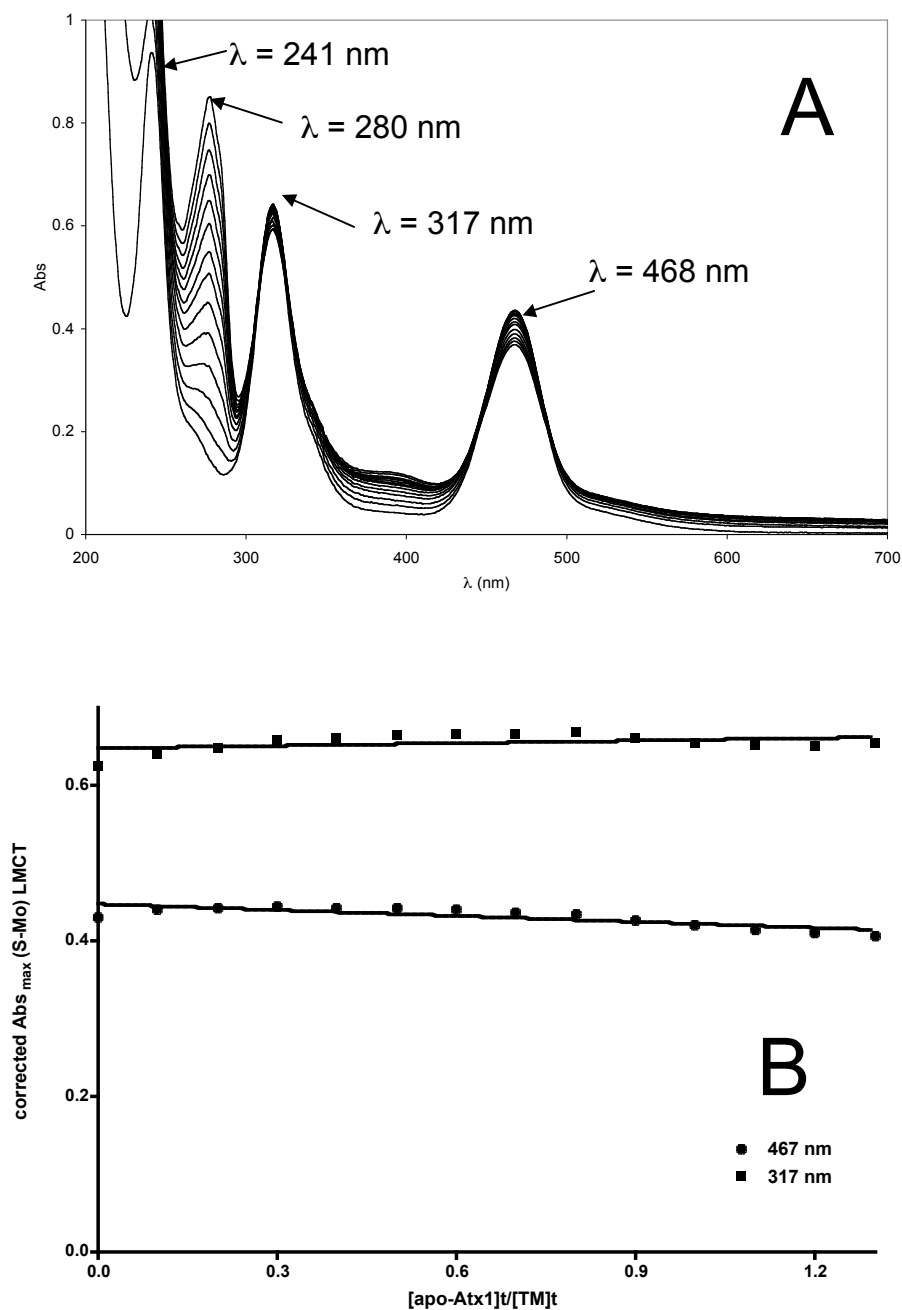 1
λ = 241 nm
A
0.8
λ = 280 nm
0.6
λ = 317 nm
λ = 468 nm
Abs
0.4
0.2
0
200 300 400 500 600 700
λ (nm)
0.6
corrected Abs max (S-Mo) LMCT
0.4
B
0.2
467 nm
317 nm
0.0
0.0 0.3 0.6 0.9 1.2
[apo-Atx1]t/[TM]t